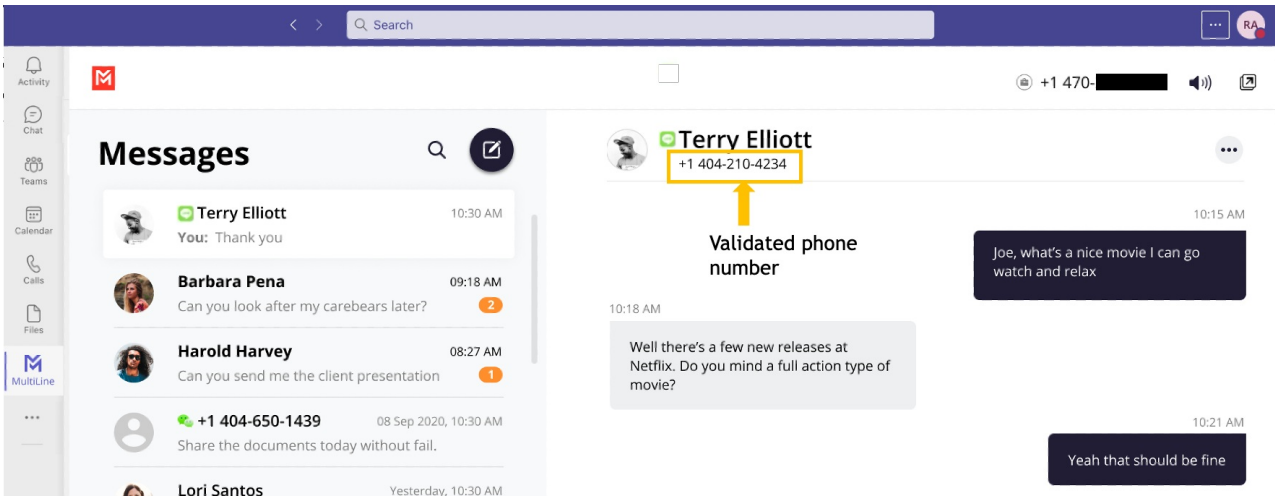 Search
...
RA
Activity
Chat
Teams
Calendar
Calls
Files
MultiLine
...
+1 470-
Messages
Terry Elliott
10:30 AM
You: Thank you
Barbara Pena
09:18 AM
Can you look after my carebears later?
2
Harold Harvey
08:27 AM
Can you send me the client presentation
1
+1 404-650-1439
08 Sep 2020, 10:30 AM
Share the documents today without fail.
Lori Santos
Yesterday, 10:30 AM
Terry Elliott
+1 404-210-4234
Validated phone
number
10:15 AM
Joe, what's a nice movie I can go
watch and relax
10:18 AM
Well there's a few new releases at
Netflix. Do you mind a full action type of
movie?
10:21 AM
Yeah that should be fine